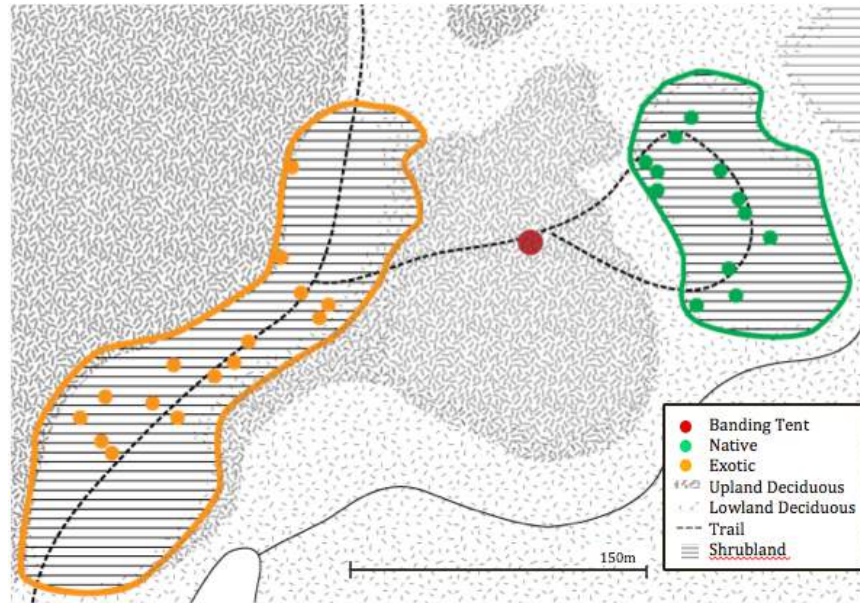 Banding Tent
Native
Exotic
Upland Deciduous
Lowland Deciduous
Trail
Shrubland
150m